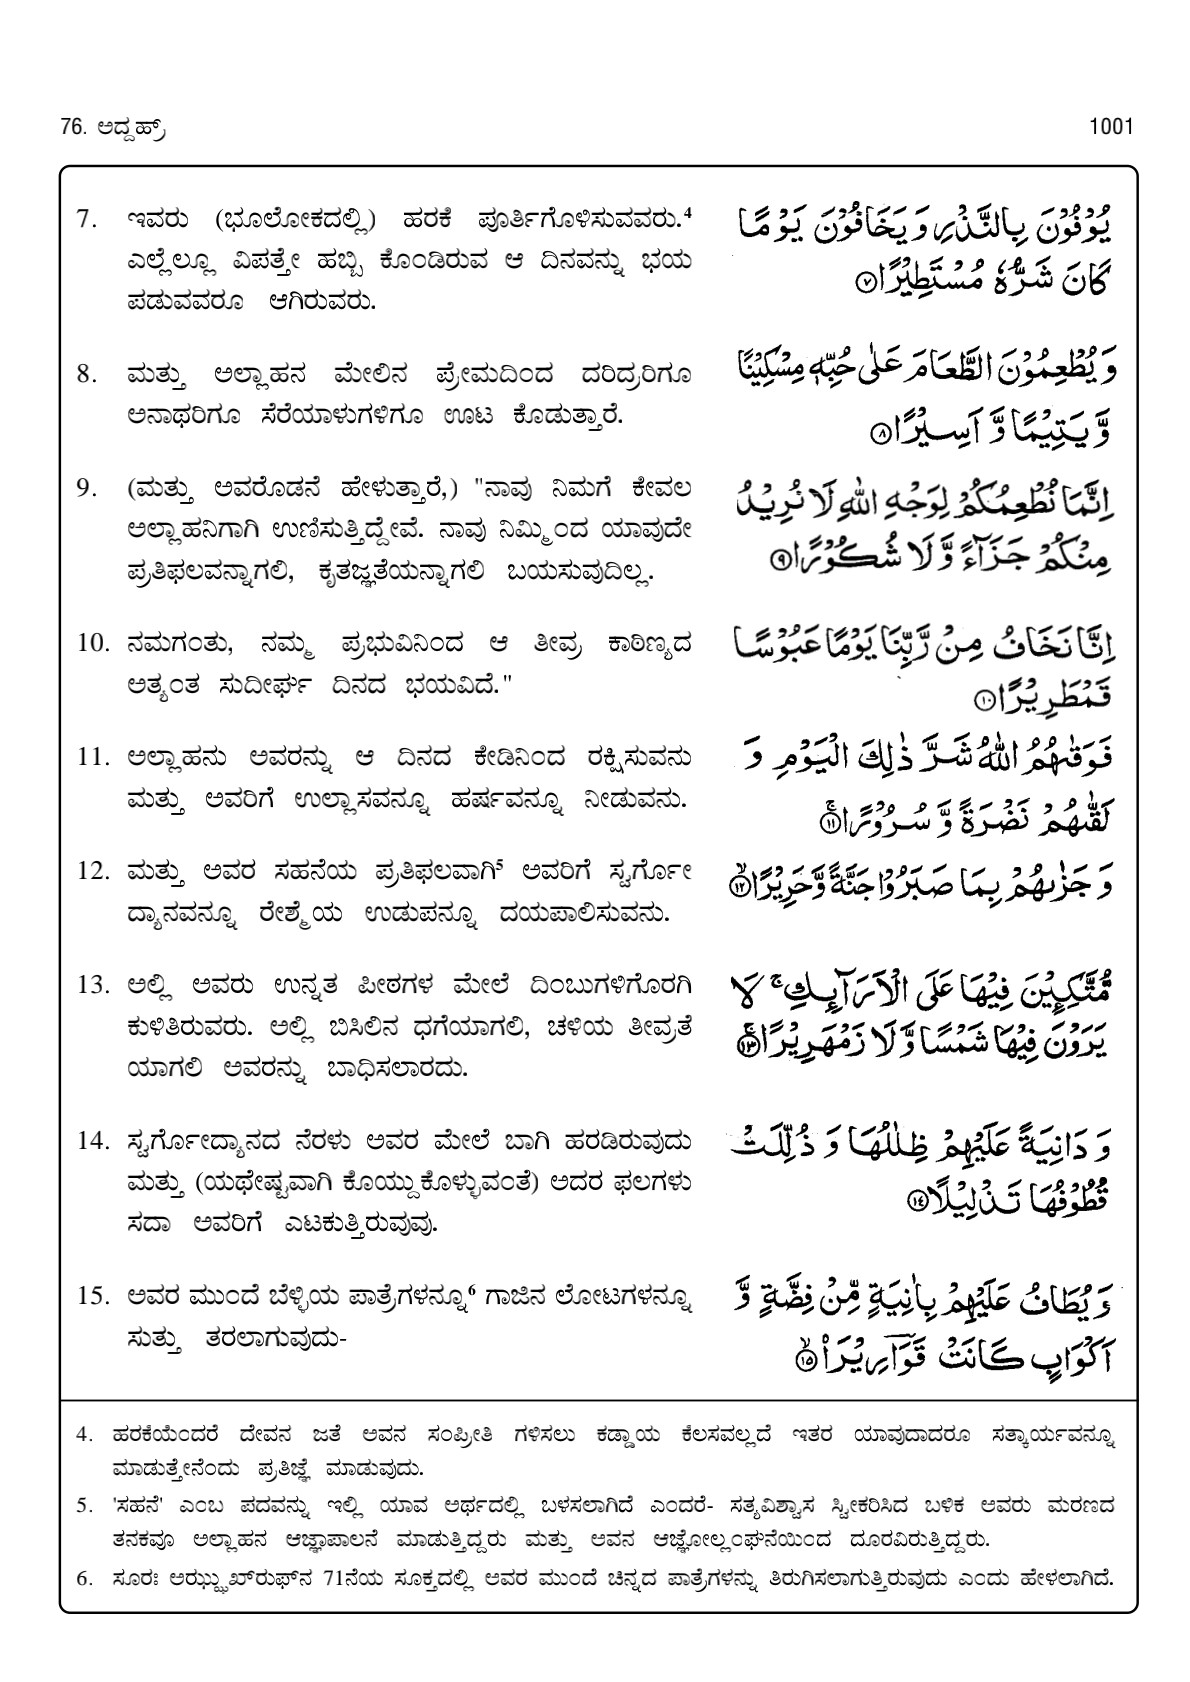 76. ಅದ್ದಹ್ರ್
1001
7. ಇವರು (ಭೂಲೋಕದಲ್ಲಿ) ಹರಕೆ ಪೂರ್ತಿಗೊಳಿಸುವವರು.⁴
ಎಲ್ಲೆಲ್ಲೂ ವಿಪತ್ತೇ ಹಬ್ಬಿ ಕೊಂಡಿರುವ ಆ ದಿನವನ್ನು ಭಯ
ಪಡುವವರೂ ಆಗಿರುವರು.
يُوْفُوْنَ بِالنَّذْرِ وَ يَخَافُوْنَ يَوْمًا
كَانَ شَرُّهٗ مُسْتَطِيْرًا ۝٧
8. ಮತ್ತು ಅಲ್ಲಾಹನ ಮೇಲಿನ ಪ್ರೇಮದಿಂದ ದರಿದ್ರರಿಗೂ
ಅನಾಥರಿಗೂ ಸೆರೆಯಾಳುಗಳಿಗೂ ಊಟ ಕೊಡುತ್ತಾರೆ.
وَ يُطْعِمُوْنَ الطَّعَامَ عَلٰى حُبِّهٖ مِسْكِيْنًا
وَّ يَتِيْمًا وَّ اَسِيْرًا ۝٨
9. (ಮತ್ತು ಅವರೊಡನೆ ಹೇಳುತ್ತಾರೆ,) "ನಾವು ನಿಮಗೆ ಕೇವಲ
ಅಲ್ಲಾಹನಿಗಾಗಿ ಉಣಿಸುತ್ತಿದ್ದೇವೆ. ನಾವು ನಿಮ್ಮಿಂದ ಯಾವುದೇ
ಪ್ರತಿಫಲವನ್ನಾಗಲಿ, ಕೃತಜ್ಞತೆಯನ್ನಾಗಲಿ ಬಯಸುವುದಿಲ್ಲ.
اِنَّمَا نُطْعِمُكُمْ لِوَجْهِ اللّٰهِ لَا نُرِيْدُ
مِنْكُمْ جَزَآءً وَّ لَا شُكُوْرًا ۝٩
10. ನಮಗಂತು, ನಮ್ಮ ಪ್ರಭುವಿನಿಂದ ಆ ತೀವ್ರ ಕಾಠಿಣ್ಯದ
ಅತ್ಯಂತ ಸುದೀರ್ಘ ದಿನದ ಭಯವಿದೆ."
اِنَّا نَخَافُ مِنْ رَّبِّنَا يَوْمًا عَبُوْسًا
قَمْطَرِيْرًا ۝١٠
11. ಅಲ್ಲಾಹನು ಅವರನ್ನು ಆ ದಿನದ ಕೇಡಿನಿಂದ ರಕ್ಷಿಸುವನು
ಮತ್ತು ಅವರಿಗೆ ಉಲ್ಲಾಸವನ್ನೂ ಹರ್ಷವನ್ನೂ ನೀಡುವನು.
فَوَقٰىهُمُ اللّٰهُ شَرَّ ذٰلِكَ الْيَوْمِ وَ
لَقّٰىهُمْ نَضْرَةً وَّ سُرُوْرًا ۝١١ۚ
12. ಮತ್ತು ಅವರ ಸಹನೆಯ ಪ್ರತಿಫಲವಾಗಿ⁵ ಅವರಿಗೆ ಸ್ವರ್ಗೋ
ದ್ಯಾನವನ್ನೂ ರೇಶ್ಮೆಯ ಉಡುಪನ್ನೂ ದಯಪಾಲಿಸುವನು.
وَ جَزٰىهُمْ بِمَا صَبَرُوْا جَنَّةً وَّ حَرِيْرًا ۝١٢ۙ
13. ಅಲ್ಲಿ ಅವರು ಉನ್ನತ ಪೀಠಗಳ ಮೇಲೆ ದಿಂಬುಗಳಿಗೊರಗಿ
ಕುಳಿತಿರುವರು. ಅಲ್ಲಿ ಬಿಸಿಲಿನ ಧಗೆಯಾಗಲಿ, ಚಳಿಯ ತೀವ್ರತೆ
ಯಾಗಲಿ ಅವರನ್ನು ಬಾಧಿಸಲಾರದು.
مُّتَّكِـِٕيْنَ فِيْهَا عَلَى الْاَرَآىِٕكِ ۚ لَا
يَرَوْنَ فِيْهَا شَمْسًا وَّ لَا زَمْهَرِيْرًا ۝١٣ۚ
14. ಸ್ವರ್ಗೋದ್ಯಾನದ ನೆರಳು ಅವರ ಮೇಲೆ ಬಾಗಿ ಹರಡಿರುವುದು
ಮತ್ತು (ಯಥೇಷ್ಟವಾಗಿ ಕೊಯ್ದುಕೊಳ್ಳುವಂತೆ) ಅದರ ಫಲಗಳು
ಸದಾ ಅವರಿಗೆ ಎಟಕುತ್ತಿರುವುವು.
وَ دَانِيَةً عَلَيْهِمْ ظِلٰلُهَا وَ ذُلِّلَتْ
قُطُوْفُهَا تَذْلِيْلًا ۝١٤
15. ಅವರ ಮುಂದೆ ಬೆಳ್ಳಿಯ ಪಾತ್ರೆಗಳನ್ನೂ⁶ ಗಾಜಿನ ಲೋಟಗಳನ್ನೂ
ಸುತ್ತು ತರಲಾಗುವುದು-
وَ يُطَافُ عَلَيْهِمْ بِاٰنِيَةٍ مِّنْ فِضَّةٍ وَّ
اَكْوَابٍ كَانَتْ قَوَآرِيْرَا۠ ۝١٥ۙ
4. ಹರಕೆಯೆಂದರೆ ದೇವನ ಜತೆ ಅವನ ಸಂಪ್ರೀತಿ ಗಳಿಸಲು ಕಡ್ಡಾಯ ಕೆಲಸವಲ್ಲದೆ ಇತರ ಯಾವುದಾದರೂ ಸತ್ಕಾರ್ಯವನ್ನೂ
ಮಾಡುತ್ತೇನೆಂದು ಪ್ರತಿಜ್ಞೆ ಮಾಡುವುದು.
5. 'ಸಹನೆ' ಎಂಬ ಪದವನ್ನು ಇಲ್ಲಿ ಯಾವ ಅರ್ಥದಲ್ಲಿ ಬಳಸಲಾಗಿದೆ ಎಂದರೆ- ಸತ್ಯವಿಶ್ವಾಸ ಸ್ವೀಕರಿಸಿದ ಬಳಿಕ ಅವರು ಮರಣದ
ತನಕವೂ ಅಲ್ಲಾಹನ ಆಜ್ಞಾಪಾಲನೆ ಮಾಡುತ್ತಿದ್ದರು ಮತ್ತು ಅವನ ಆಜ್ಞೋಲ್ಲಂಘನೆಯಿಂದ ದೂರವಿರುತ್ತಿದ್ದರು.
6. ಸೂರಃ ಅಝ್ಝುಖ್‌ರುಫ್‌ನ 71ನೆಯ ಸೂಕ್ತದಲ್ಲಿ ಅವರ ಮುಂದೆ ಚಿನ್ನದ ಪಾತ್ರೆಗಳನ್ನು ತಿರುಗಿಸಲಾಗುತ್ತಿರುವುದು ಎಂದು ಹೇಳಲಾಗಿದೆ.